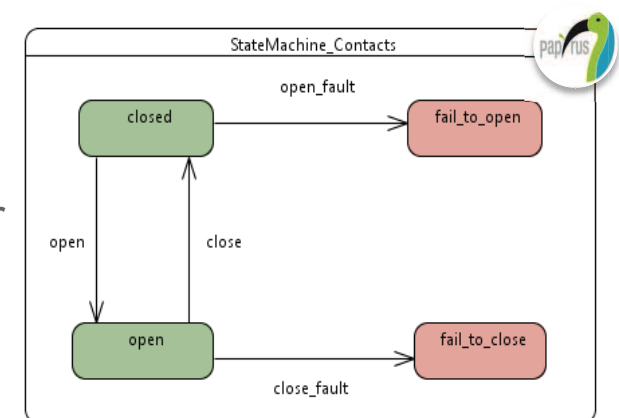 StateMachine_Contacts
papyrus
open_fault
closed
fail_to_open
open
close
open
fail_to_close
close_fault